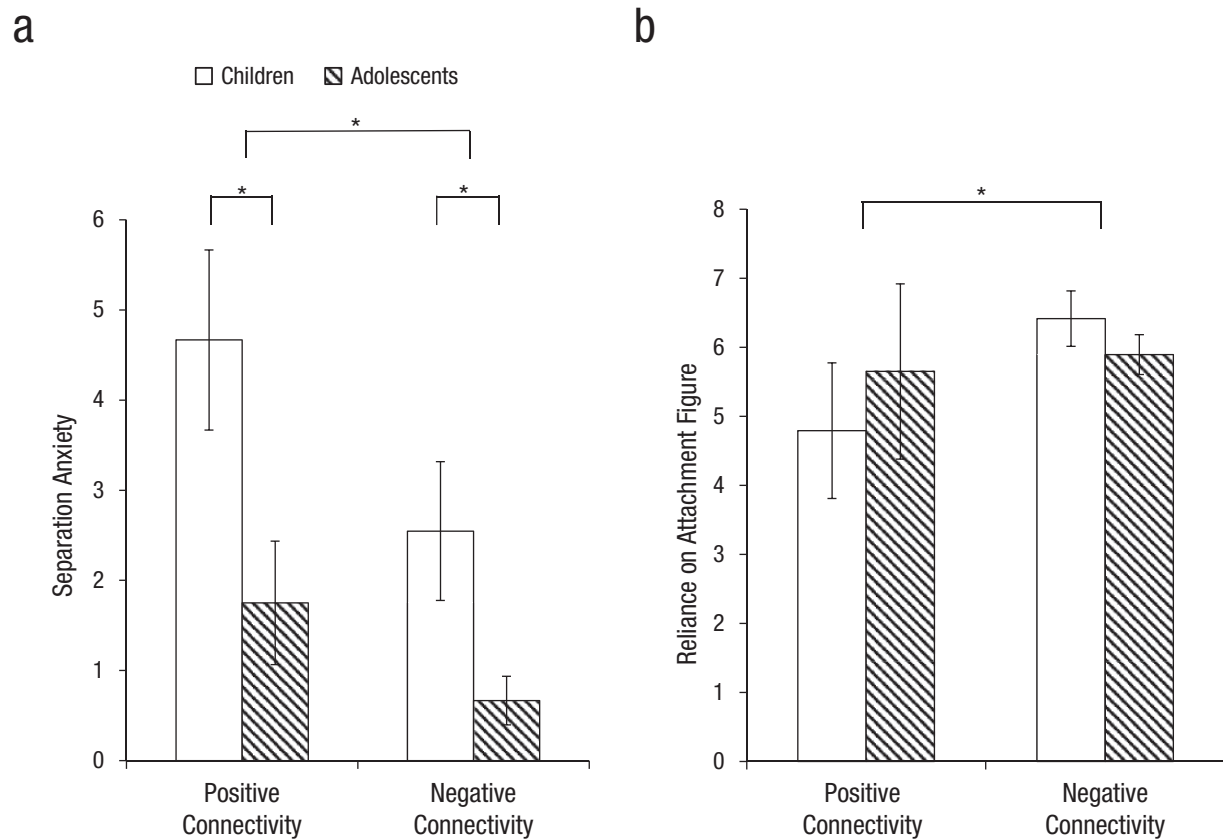 a
Children Adolescents
*
* *
6
5
4
3
2
1
0
Separation Anxiety
Positive
Connectivity
Negative
Connectivity
b
*
8
7
6
5
4
3
2
1
0
Reliance on Attachment Figure
Positive
Connectivity
Negative
Connectivity